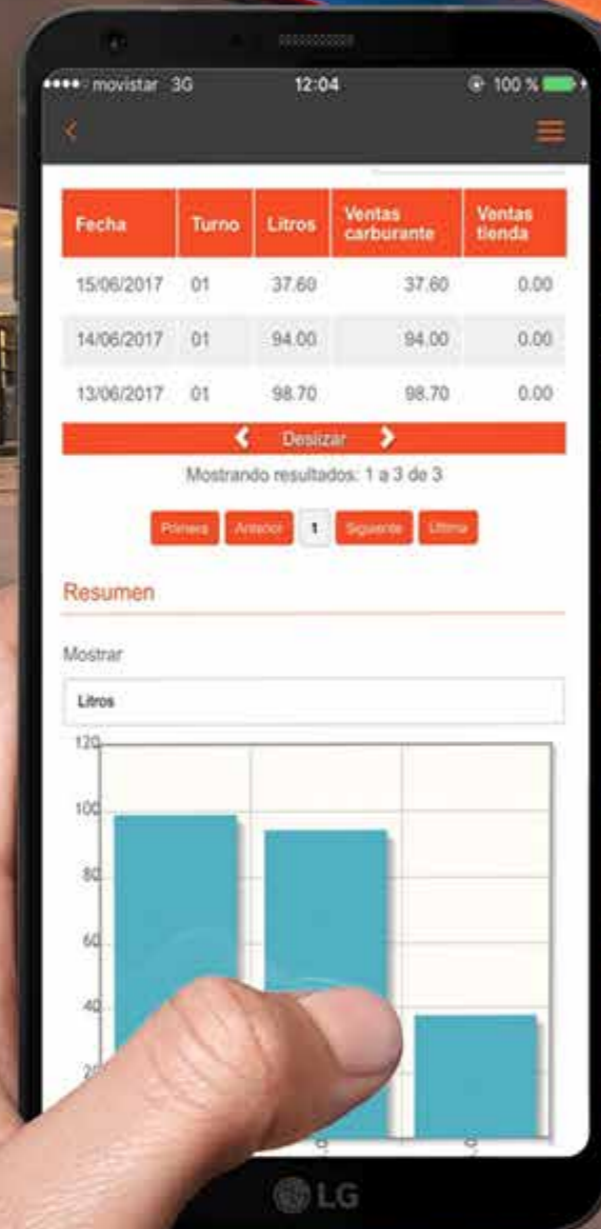 movistar 3G 12:04 100 %
Fecha Turno Litros Ventas carburante Ventas tienda
15/06/2017 01 37.60 37.60 0.00
14/06/2017 01 94.00 94.00 0.00
13/06/2017 01 98.70 98.70 0.00
Deslizar
Mostrando resultados: 1 a 3 de 3
Primera Anterior 1 Siguiente Última
Resumen
Mostrar
Litros
120
100
80
60
40
LG